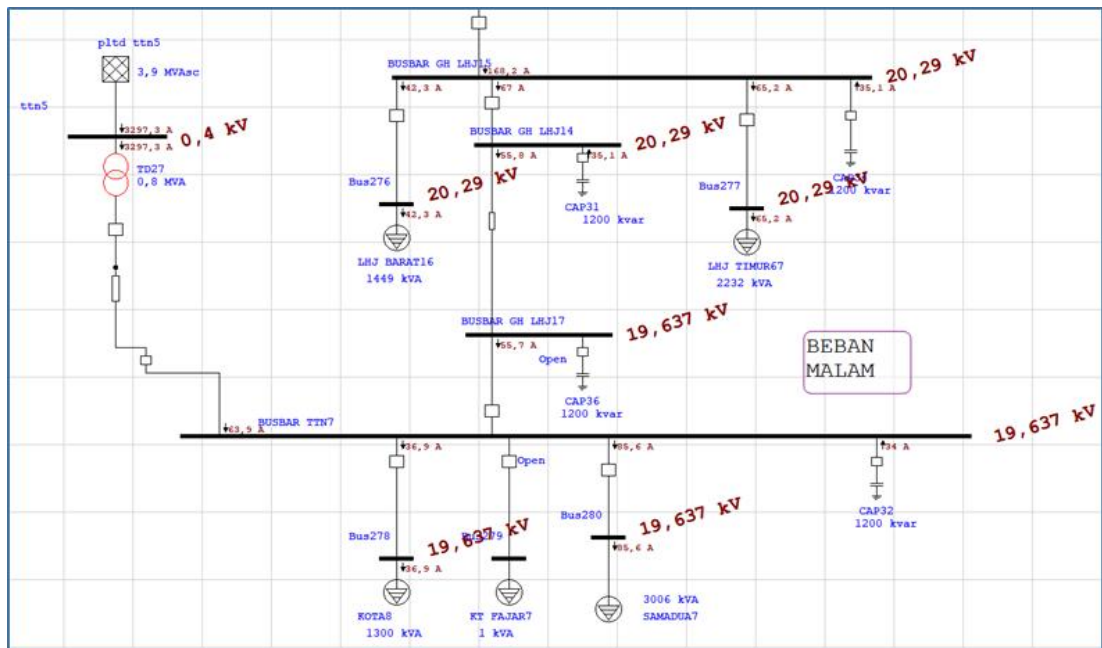 pltd ttn5
3,9 MVAsc
ttn5
3297,3 A
0,4 kV
3297,3 A
TD27
0,8 MVA
BUSBAR GH LHJ15
168,2 A
20,29 kV
42,3 A
67 A
65,2 A
35,1 A
BUSBAR GH LHJ14
20,29 kV
55,8 A
35,1 A
CAP31
1200 kvar
Bus276
20,29 kV
42,3 A
LHJ BARAT16
1449 kVA
Bus277
20,29 kV
65,2 A
LHJ TIMUR67
2232 kVA
1200 kvar
BUSBAR GH LHJ17
19,637 kV
55,7 A
Open
CAP36
1200 kvar
BEBAN
MALAM
BUSBAR TTN7
19,637 kV
63,9 A
36,9 A
Open
85,6 A
34 A
CAP32
1200 kvar
Bus278
19,637 kV
36,9 A
KOTA8
1300 kVA
KT FAJAR7
1 kVA
Bus280
19,637 kV
85,6 A
3006 kVA
SAMADUA7